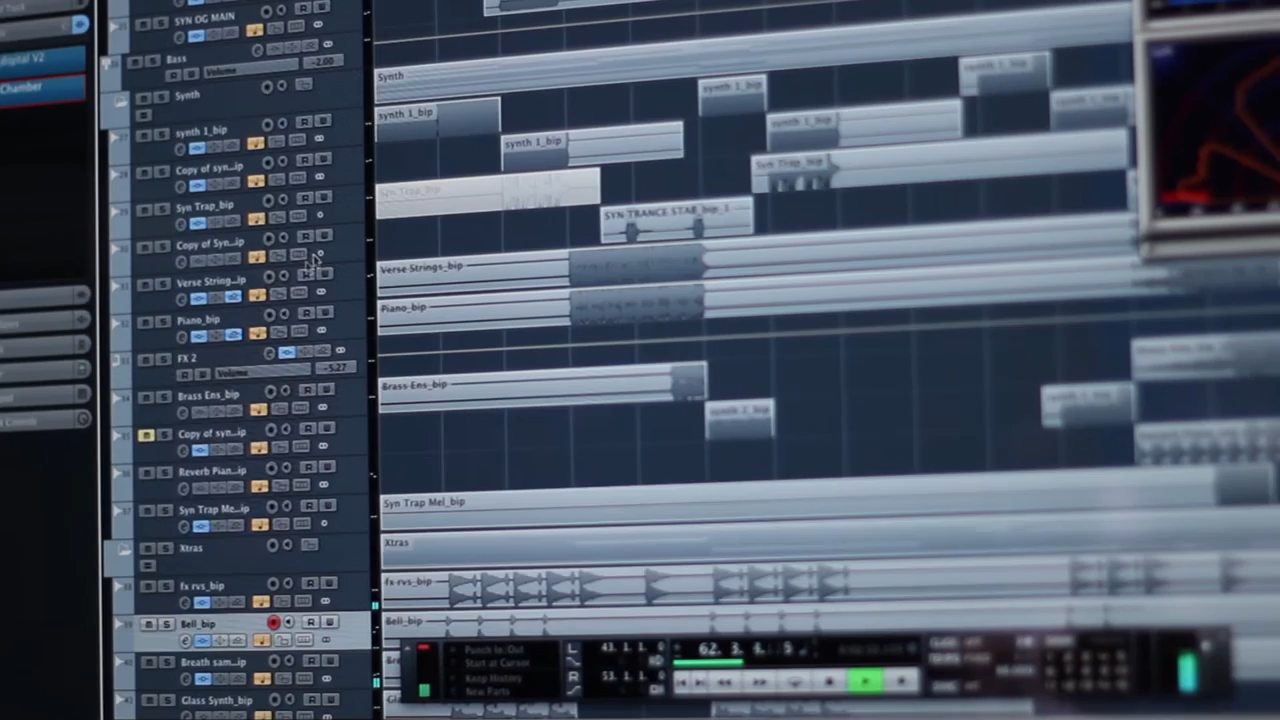 digital V2
Chamber
SYN OG MAIN
Bass
Volume
-2.00
Synth
synth 1_bip
Copy of syn...ip
Syn Trap_bip
Copy of Syn...ip
Verse String...ip
Piano_bip
FX 2
Volume
-5.27
Brass Ens_bip
Copy of syn...ip
Reverb Pian...ip
Syn Trap Me...ip
Xtras
fx rvs_bip
Bell_bip
Breath sam...ip
Glass Synth_bip
Synth
synth 1_bip
synth 1_bip
synth 1_bip
synth 1_bip
synth 1_bip
Syn Trap_bip
Syn Trap_bip
SYN TRANCE STAB_bip_1
Verse Strings_bip
Piano_bip
Brass Ens_bip
synth 2_bip
Syn Trap Mel_bip
Xtras
fx rvs_bip
Bell_bip
Punch In/Out
Start at Cursor
Keep History
New Parts
L 43. 1. 1. 0
R 53. 1. 1. 0
62. 3.